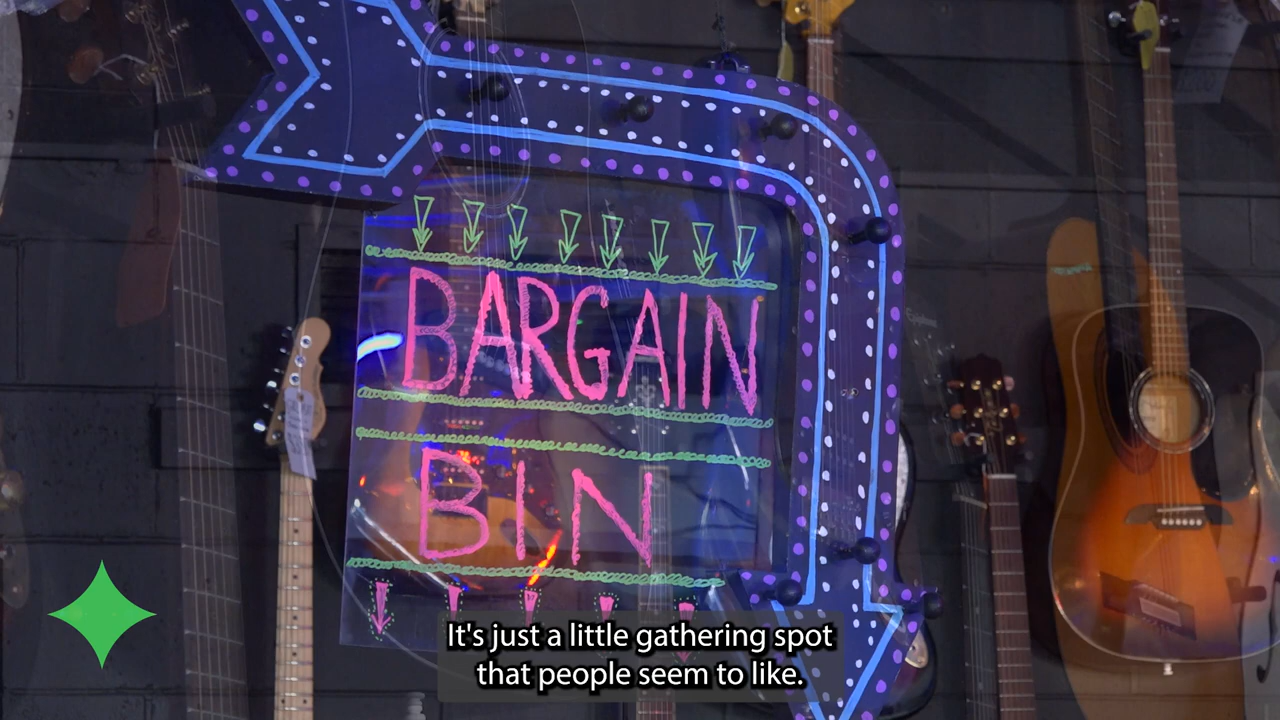 BARGAIN
BIN
It's just a little gathering spot
that people seem to like.